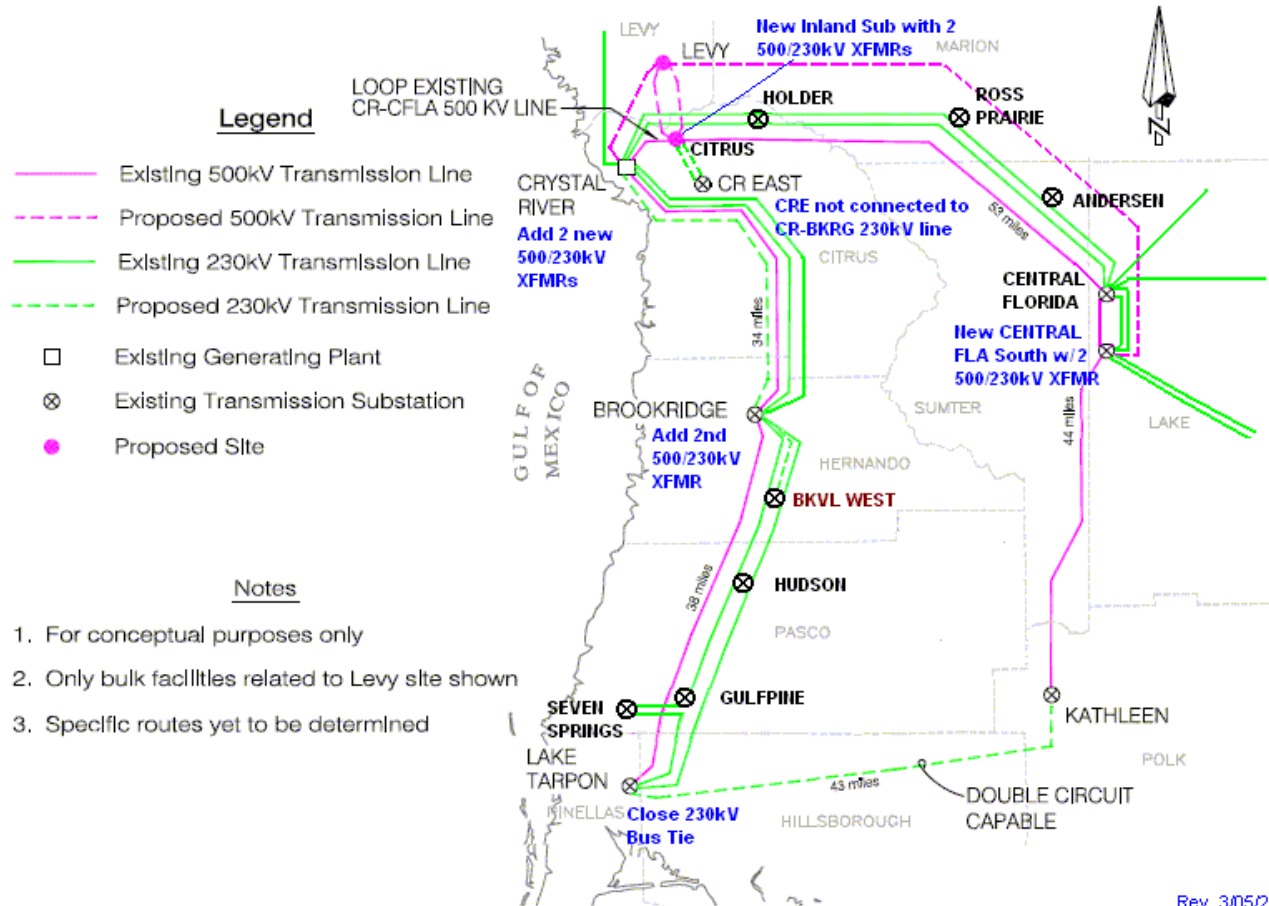 Legend
Existing 500kV Transmission Line
Proposed 500kV Transmission Line
Existing 230kV Transmission Line
Proposed 230kV Transmission Line
Existing Generating Plant
Existing Transmission Substation
Proposed Site
Notes
1. For conceptual purposes only
2. Only bulk facilities related to Levy site shown
3. Specific routes yet to be determined
LEVY
LEVY
New Inland Sub with 2
500/230kV XFMRs
MARION
N
LOOP EXISTING
CR-CFLA 500 KV LINE
HOLDER
ROSS
PRAIRIE
CITRUS
CR EAST
CRYSTAL
RIVER
Add 2 new
500/230kV
XFMRs
CRE not connected to
CR-BKRG 230kV line
CITRUS
ANDERSEN
53 miles
CENTRAL
FLORIDA
New CENTRAL
FLA South w/2
500/230kV XFMR
34 miles
GULF OF
MEXICO
BROOKRIDGE
Add 2nd
500/230kV
XFMR
SUMTER
LAKE
44 miles
HERNANDO
BKVL WEST
38 miles
HUDSON
PASCO
GULFPINE
SEVEN
SPRINGS
KATHLEEN
LAKE
TARPON
POLK
43 miles
DOUBLE CIRCUIT
CAPABLE
PINELLAS
Close 230kV
Bus Tie
HILLSBOROUGH
Rev. 3/05/2